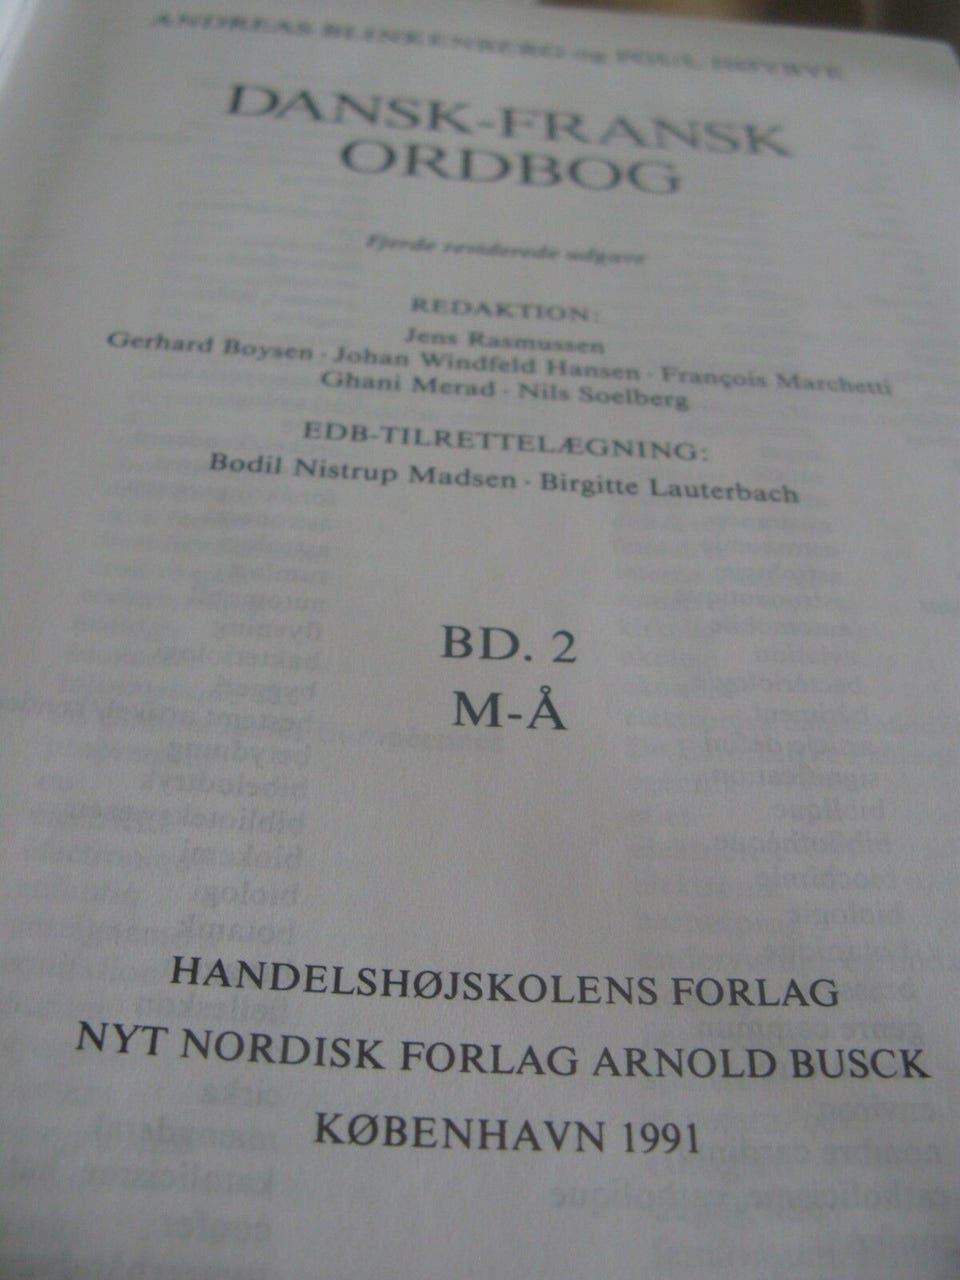 ANDREAS BLINKENBERG og POUL HØYBYE
DANSK-FRANSK
ORDBOG
Fjerde reviderede udgave
REDAKTION:
Jens Rasmussen
Gerhard Boysen · Johan Windfeld Hansen · François Marchetti
Ghani Merad · Nils Soelberg
EDB-TILRETTELÆGNING:
Bodil Nistrup Madsen · Birgitte Lauterbach
BD. 2
M-Å
HANDELSHØJSKOLENS FORLAG
NYT NORDISK FORLAG ARNOLD BUSCK
KØBENHAVN 1991